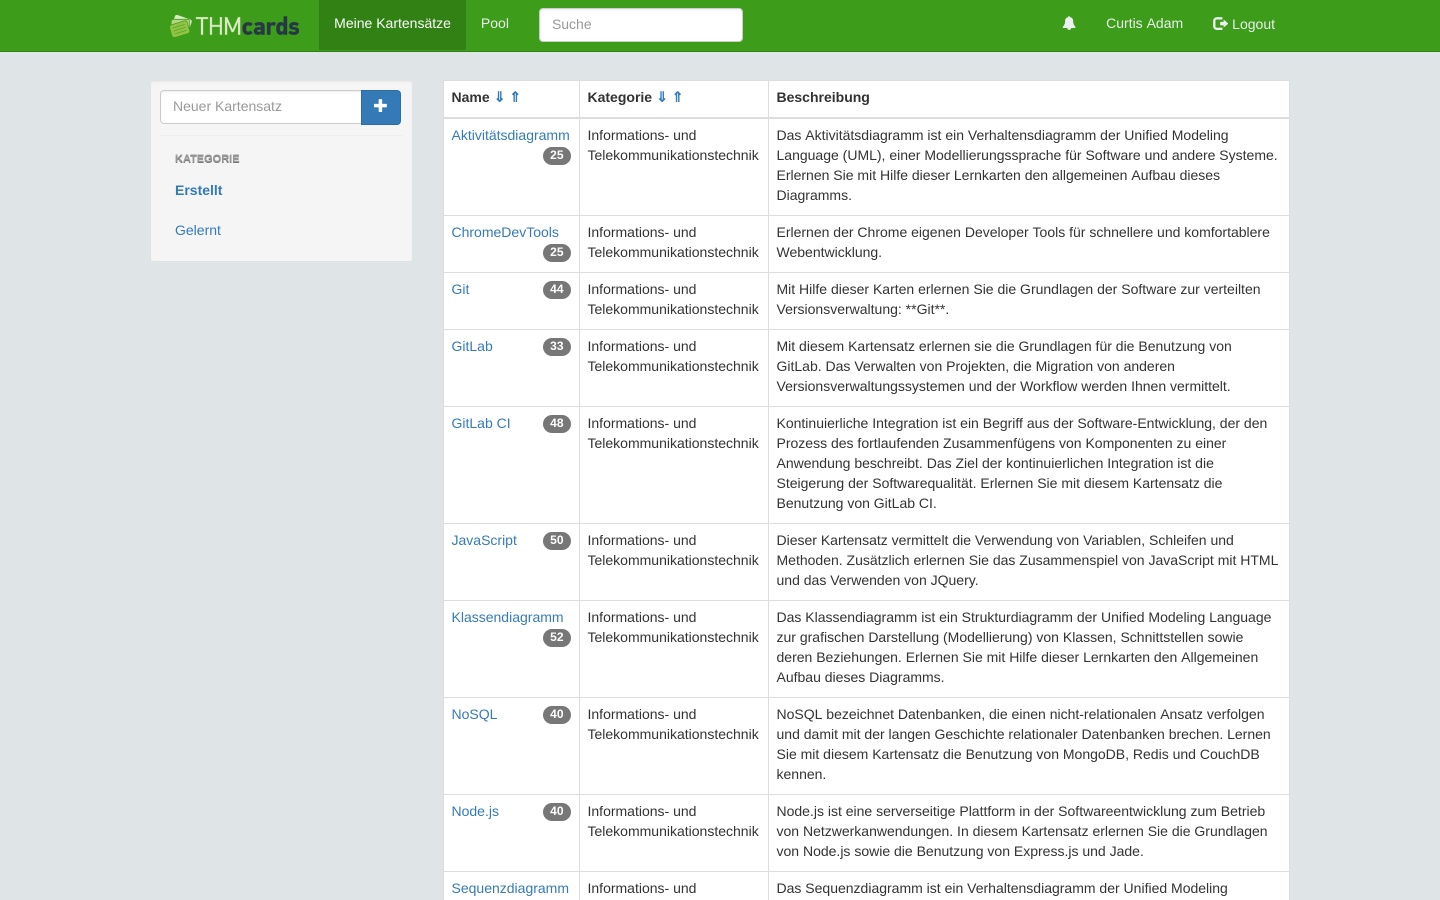 THMcards Meine Kartensätze Pool Suche Curtis Adam Logout
Neuer Kartensatz
KATEGORIE
Erstellt
Gelernt
Name ⇓ ⇑ Kategorie ⇓ ⇑ Beschreibung
Aktivitätsdiagramm Informations- und Das Aktivitätsdiagramm ist ein Verhaltensdiagramm der Unified Modeling
25 Telekommunikationstechnik Language (UML), einer Modellierungssprache für Software und andere Systeme.
Erlernen Sie mit Hilfe dieser Lernkarten den allgemeinen Aufbau dieses
Diagramms.
ChromeDevTools Informations- und Erlernen der Chrome eigenen Developer Tools für schnellere und komfortablere
25 Telekommunikationstechnik Webentwicklung.
Git 44 Informations- und Mit Hilfe dieser Karten erlernen Sie die Grundlagen der Software zur verteilten
Telekommunikationstechnik Versionsverwaltung: **Git**.
GitLab 33 Informations- und Mit diesem Kartensatz erlernen sie die Grundlagen für die Benutzung von
Telekommunikationstechnik GitLab. Das Verwalten von Projekten, die Migration von anderen
Versionsverwaltungssystemen und der Workflow werden Ihnen vermittelt.
GitLab CI 48 Informations- und Kontinuierliche Integration ist ein Begriff aus der Software-Entwicklung, der den
Telekommunikationstechnik Prozess des fortlaufenden Zusammenfügens von Komponenten zu einer
Anwendung beschreibt. Das Ziel der kontinuierlichen Integration ist die
Steigerung der Softwarequalität. Erlernen Sie mit diesem Kartensatz die
Benutzung von GitLab CI.
JavaScript 50 Informations- und Dieser Kartensatz vermittelt die Verwendung von Variablen, Schleifen und
Telekommunikationstechnik Methoden. Zusätzlich erlernen Sie das Zusammenspiel von JavaScript mit HTML
und das Verwenden von JQuery.
Klassendiagramm Informations- und Das Klassendiagramm ist ein Strukturdiagramm der Unified Modeling Language
52 Telekommunikationstechnik zur grafischen Darstellung (Modellierung) von Klassen, Schnittstellen sowie
deren Beziehungen. Erlernen Sie mit Hilfe dieser Lernkarten den Allgemeinen
Aufbau dieses Diagramms.
NoSQL 40 Informations- und NoSQL bezeichnet Datenbanken, die einen nicht-relationalen Ansatz verfolgen
Telekommunikationstechnik und damit mit der langen Geschichte relationaler Datenbanken brechen. Lernen
Sie mit diesem Kartensatz die Benutzung von MongoDB, Redis und CouchDB
kennen.
Node.js 40 Informations- und Node.js ist eine serverseitige Plattform in der Softwareentwicklung zum Betrieb
Telekommunikationstechnik von Netzwerkanwendungen. In diesem Kartensatz erlernen Sie die Grundlagen
von Node.js sowie die Benutzung von Express.js und Jade.
Sequenzdiagramm Informations- und Das Sequenzdiagramm ist ein Verhaltensdiagramm der Unified Modeling